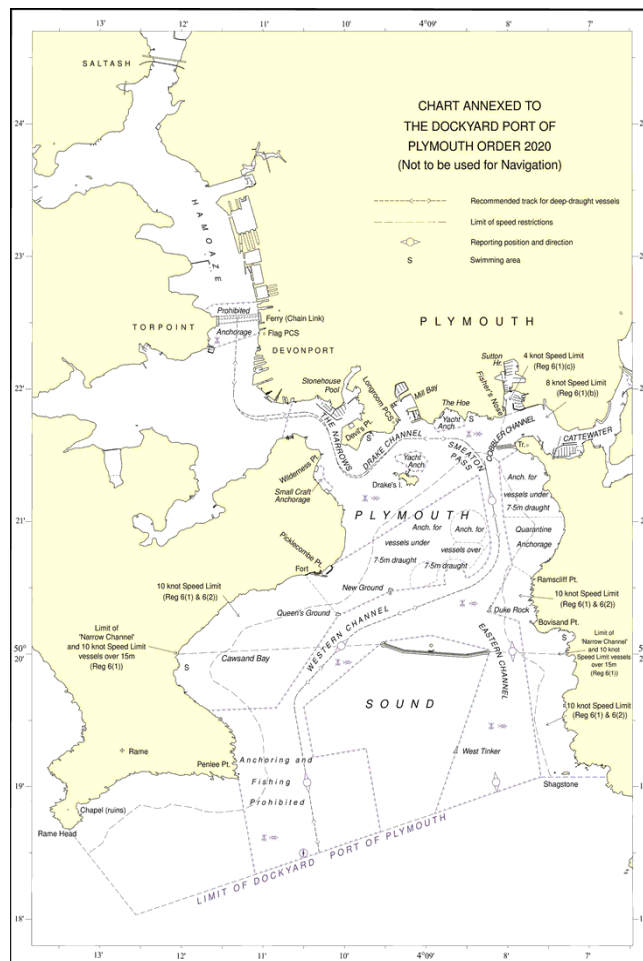 13'
12'
11'
10'
4°09'
8'
7'
SALTASH
CHART ANNEXED TO
THE DOCKYARD PORT OF
PLYMOUTH ORDER 2020
(Not to be used for Navigation)
24'
Recommended track for deep-draught vessels
Limit of speed restrictions
Reporting position and direction
S
Swimming area
HAMOAZE
23'
Prohibited
Anchorage
Ferry (Chain Link)
Flag PCS
TORPOINT
DEVONPORT
PLYMOUTH
Sutton
Hr.
4 knot Speed Limit
(Reg 6(1)(c))
8 knot Speed Limit
(Reg 6(1)(b))
22'
Stonehouse
Pool
Longroom PCS
Mill Bay
The Hoe
Fisher's Nose
Devil's Pt.
S
Yacht
Anch
S
COBBLER CHANNEL
CATTEWATER
Tr.
THE NARROWS
DRAKE CHANNEL
SMEATON
PASS
Wilderness Pt.
Small Craft
Anchorage
Yacht
Anch
Drake's I.
Anch. for
vessels under
7·5m draught
21'
PLYMOUTH
Anch. for
vessels under
7·5m draught
Anch. for
vessels over
7·5m draught
Quarantine
Anchorage
Picklecombe Pt.
Fort
10 knot Speed Limit
(Reg 6(1) & 6(2))
New Ground
Queen's Ground
Ramscliff Pt.
10 knot Speed Limit
(Reg 6(1) & 6(2))
Duke Rock
Bovisand Pt.
Limit of
'Narrow Channel'
and 10 knot Speed Limit
vessels over 15m
(Reg 6(1))
20'
S
Cawsand Bay
WESTERN CHANNEL
EASTERN CHANNEL
S
Limit of
'Narrow Channel'
and 10 knot
Speed Limit vessels
over 15m
(Reg 6(1))
SOUND
10 knot Speed Limit
(Reg 6(1) & 6(2))
Rame
Penlee Pt.
Anchoring and
Fishing
Prohibited
West Tinker
19'
Shagstone
Chapel (ruins)
Rame Head
LIMIT OF DOCKYARD PORT OF PLYMOUTH
18'
13'
12'
11'
10'
4°09'
8'
7'